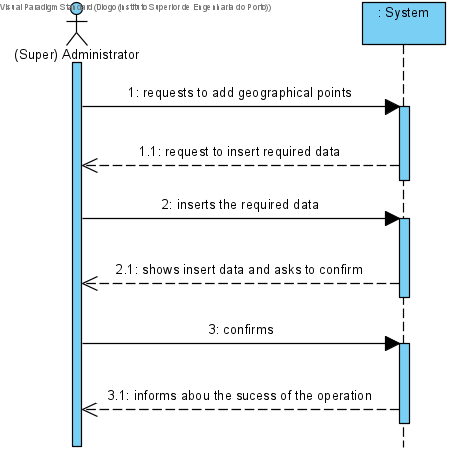 Visual Paradigm Standard (Diogo (Instituto Superior de Engenharia do Porto))
: System
(Super) Administrator
1: requests to add geographical points
1.1: request to insert required data
2: inserts the required data
2.1: shows insert data and asks to confirm
3: confirms
3.1: informs abou the sucess of the operation